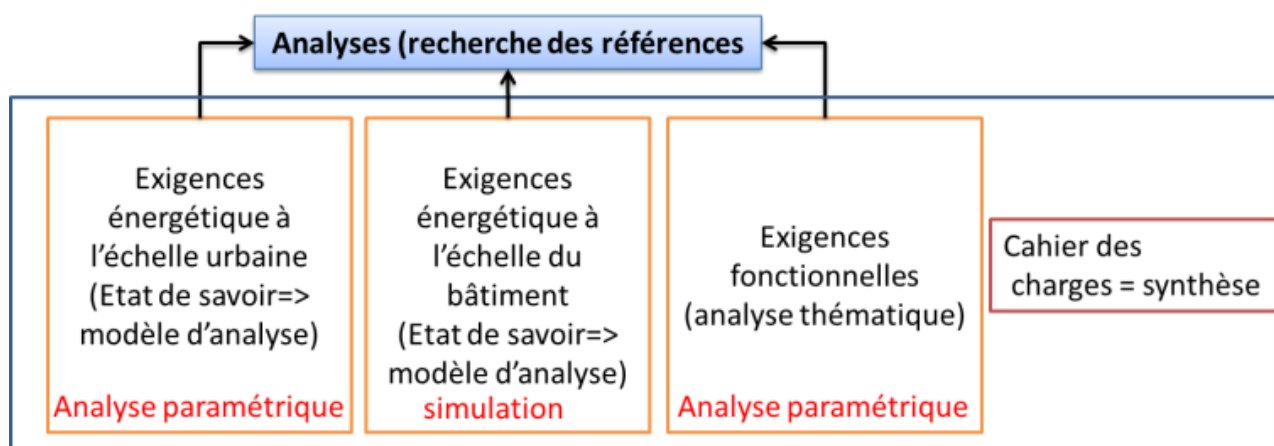 Analyses (recherche des références
Exigences
énergétique à
l’échelle urbaine
(Etat de savoir=>
modèle d’analyse)
Analyse paramétrique
Exigences
énergétique à
l’échelle du
bâtiment
(Etat de savoir=>
modèle d’analyse)
simulation
Exigences
fonctionnelles
(analyse thématique)
Analyse paramétrique
Cahier des
charges = synthèse